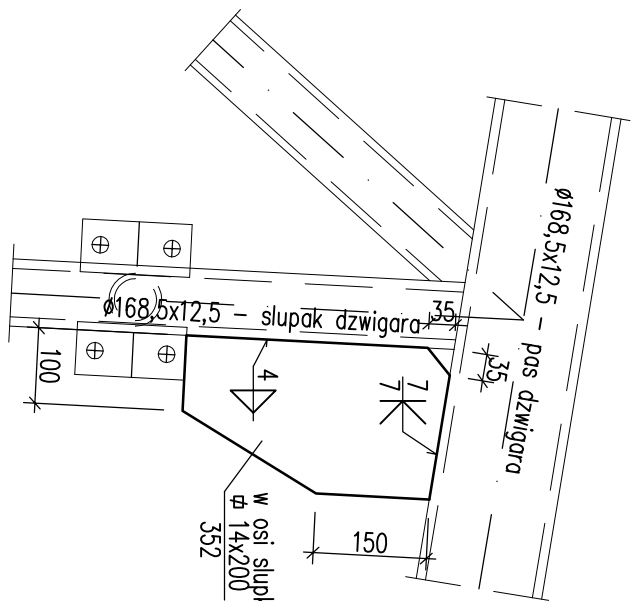 ø168,5x12,5 - pas dzwigara
ø168,5x12,5 - slupak dzwigara
35
35
100
4
7
7
150
w osi slup
14x200
352